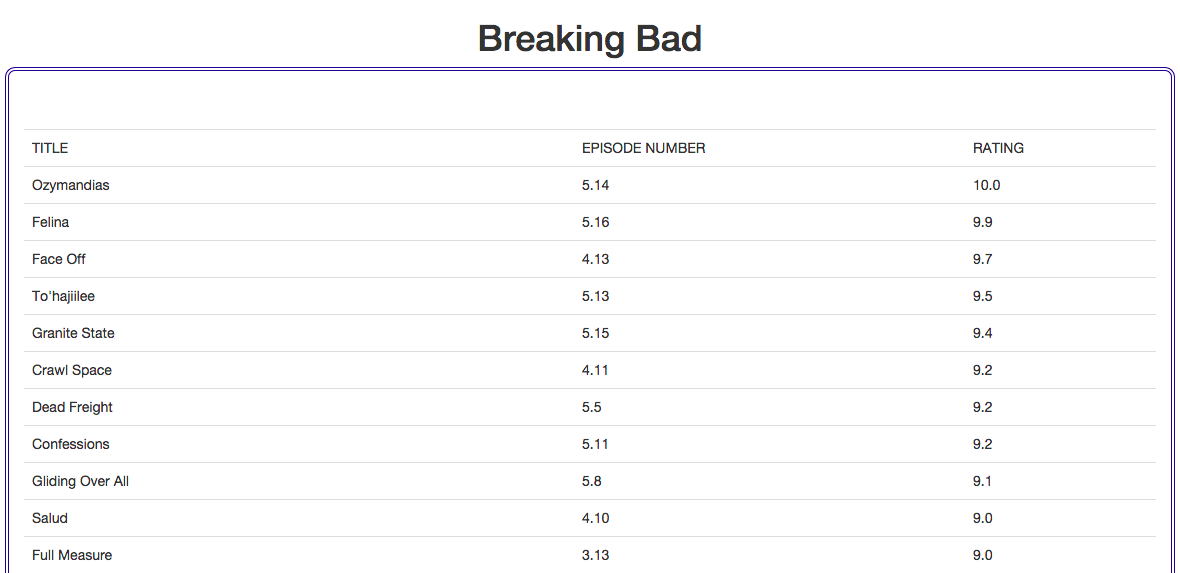 Breaking Bad
TITLE EPISODE NUMBER RATING
Ozymandias 5.14 10.0
Felina 5.16 9.9
Face Off 4.13 9.7
To'hajiilee 5.13 9.5
Granite State 5.15 9.4
Crawl Space 4.11 9.2
Dead Freight 5.5 9.2
Confessions 5.11 9.2
Gliding Over All 5.8 9.1
Salud 4.10 9.0
Full Measure 3.13 9.0